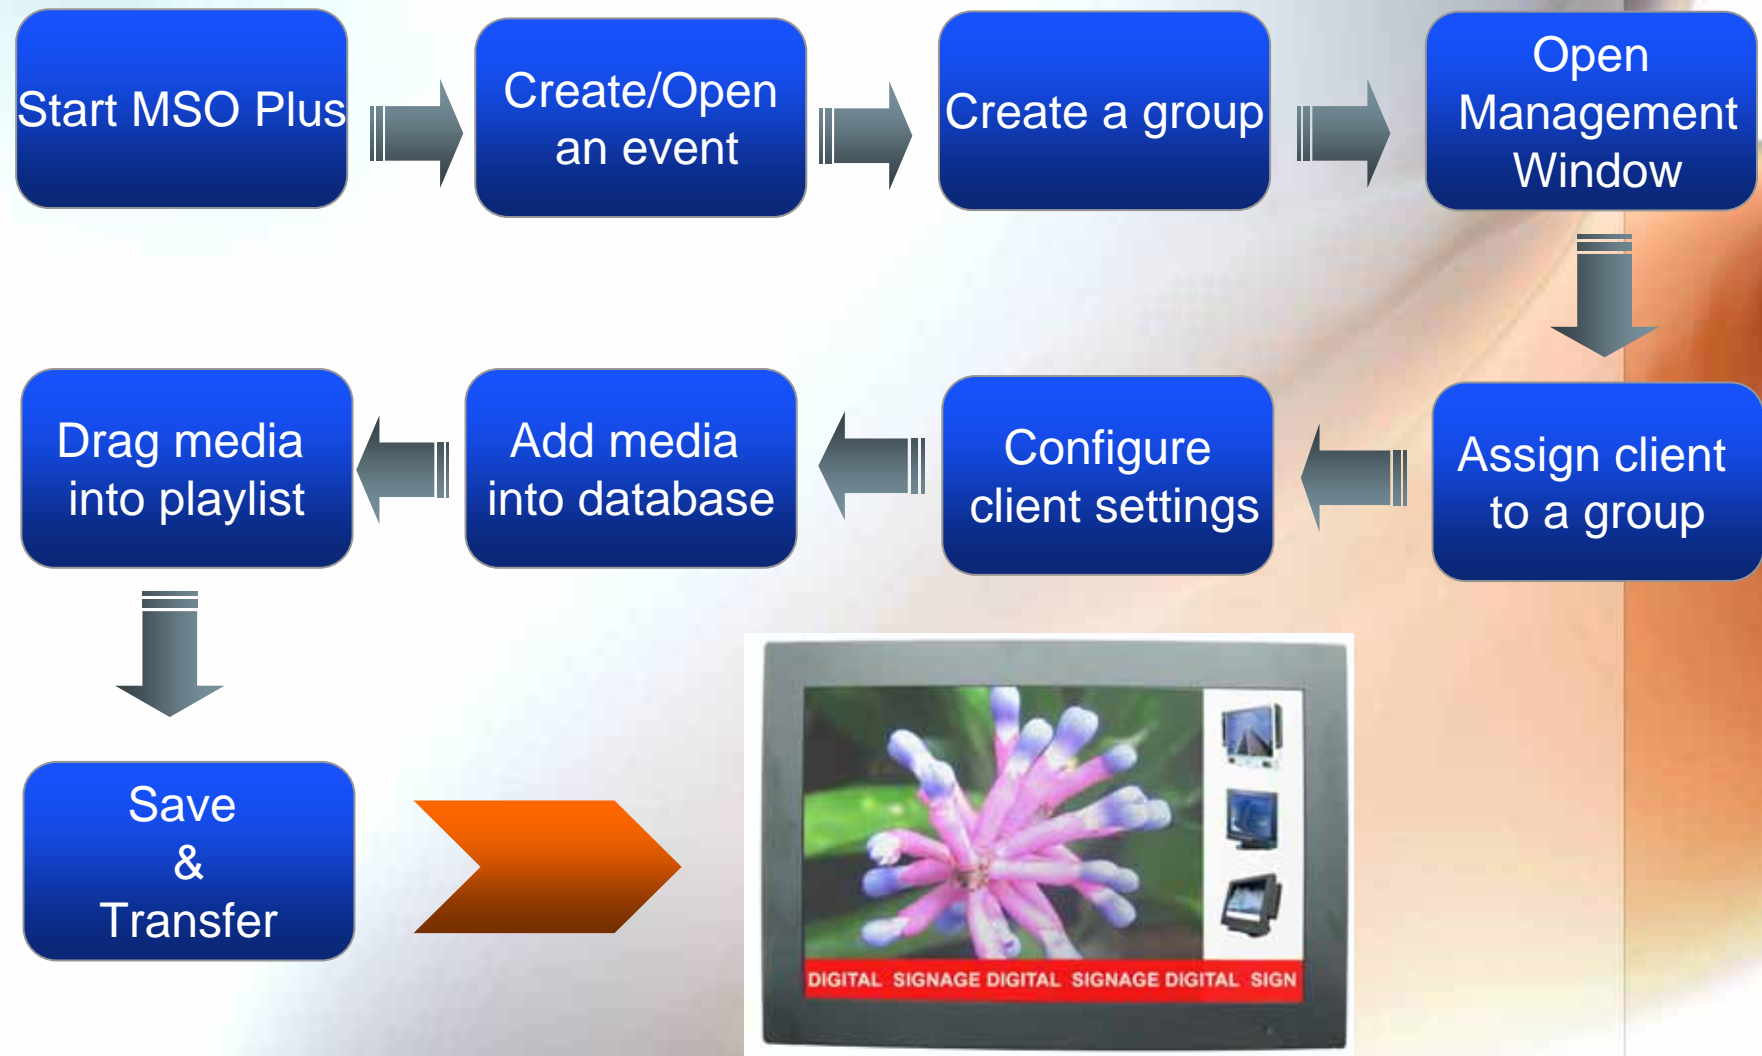 Start MSO Plus
Create/Open
an event
Create a group
Open
Management
Window
Assign client
to a group
Configure
client settings
Add media
into database
Drag media
into playlist
Save
&
Transfer
DIGITAL SIGNAGE DIGITAL SIGNAGE DIGITAL SIGN